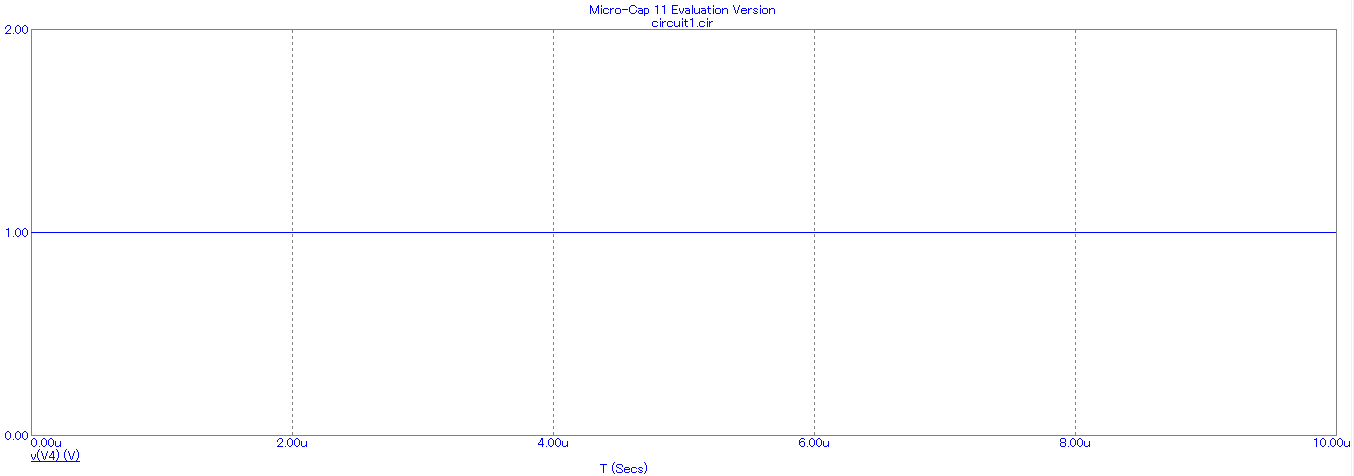 Micro-Cap 11 Evaluation Version
circuit1.cir
2.00
1.00
0.00
0.00u 2.00u 4.00u 6.00u 8.00u 10.00u
v(V4) (V)
T (Secs)